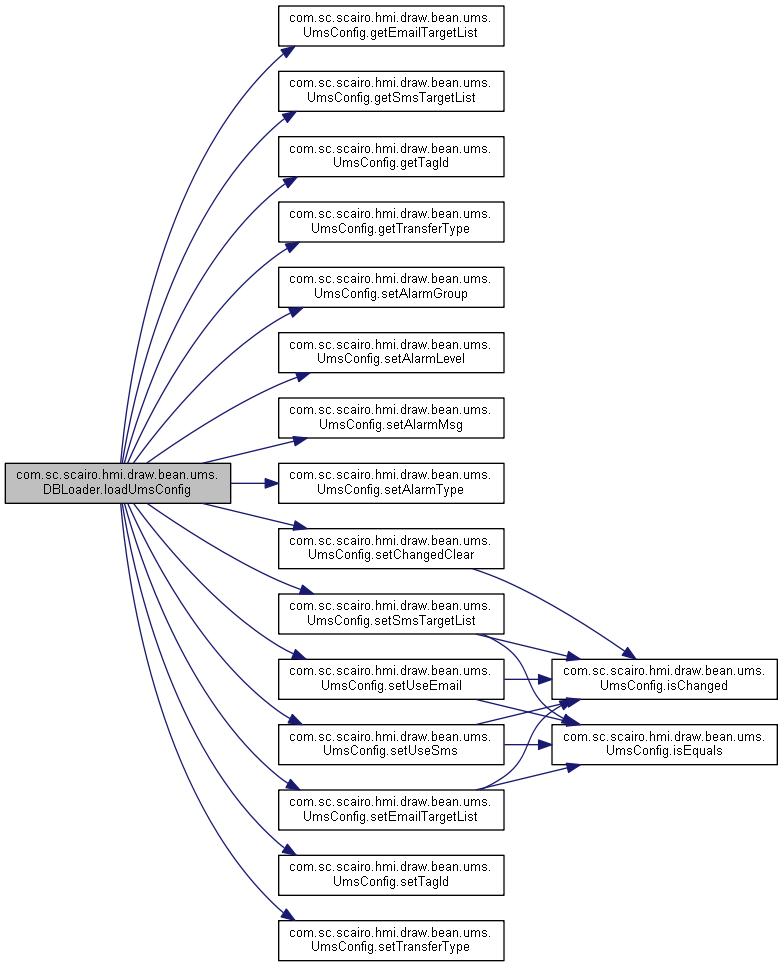 com.sc.scairo.hmi.draw.bean.ums.
UmsConfig.getEmailTargetList
com.sc.scairo.hmi.draw.bean.ums.
UmsConfig.getSmsTargetList
com.sc.scairo.hmi.draw.bean.ums.
UmsConfig.getTagId
com.sc.scairo.hmi.draw.bean.ums.
UmsConfig.getTransferType
com.sc.scairo.hmi.draw.bean.ums.
UmsConfig.setAlarmGroup
com.sc.scairo.hmi.draw.bean.ums.
UmsConfig.setAlarmLevel
com.sc.scairo.hmi.draw.bean.ums.
UmsConfig.setAlarmMsg
com.sc.scairo.hmi.draw.bean.ums.
DBLoader.loadUmsConfig
com.sc.scairo.hmi.draw.bean.ums.
UmsConfig.setAlarmType
com.sc.scairo.hmi.draw.bean.ums.
UmsConfig.setChangedClear
com.sc.scairo.hmi.draw.bean.ums.
UmsConfig.setSmsTargetList
com.sc.scairo.hmi.draw.bean.ums.
UmsConfig.setUseEmail
com.sc.scairo.hmi.draw.bean.ums.
UmsConfig.isChanged
com.sc.scairo.hmi.draw.bean.ums.
UmsConfig.setUseSms
com.sc.scairo.hmi.draw.bean.ums.
UmsConfig.isEquals
com.sc.scairo.hmi.draw.bean.ums.
UmsConfig.setEmailTargetList
com.sc.scairo.hmi.draw.bean.ums.
UmsConfig.setTagId
com.sc.scairo.hmi.draw.bean.ums.
UmsConfig.setTransferType